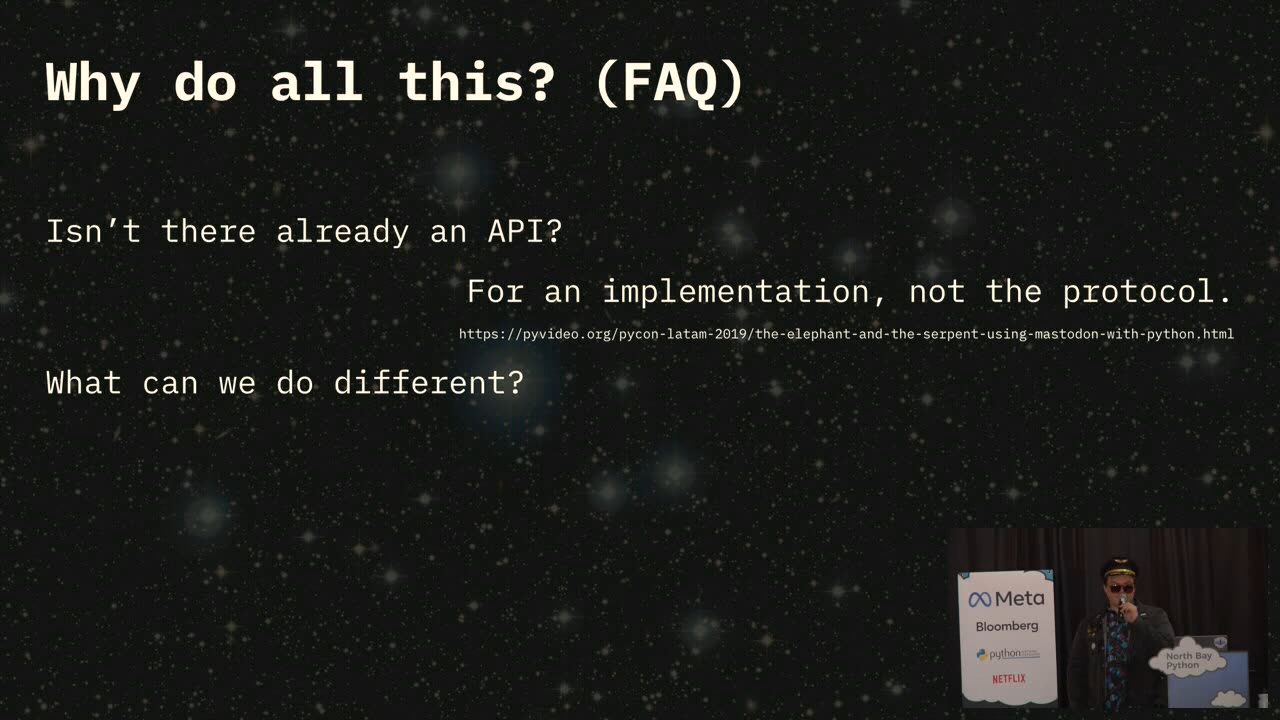 Why do all this? (FAQ)
Isn’t there already an API?
For an implementation, not the protocol.
https://pyvideo.org/pycon-latam-2019/the-elephant-and-the-serpent-using-mastodon-with-python.html
What can we do different?
Meta
Bloomberg
python
NETFLIX
North Bay
Python